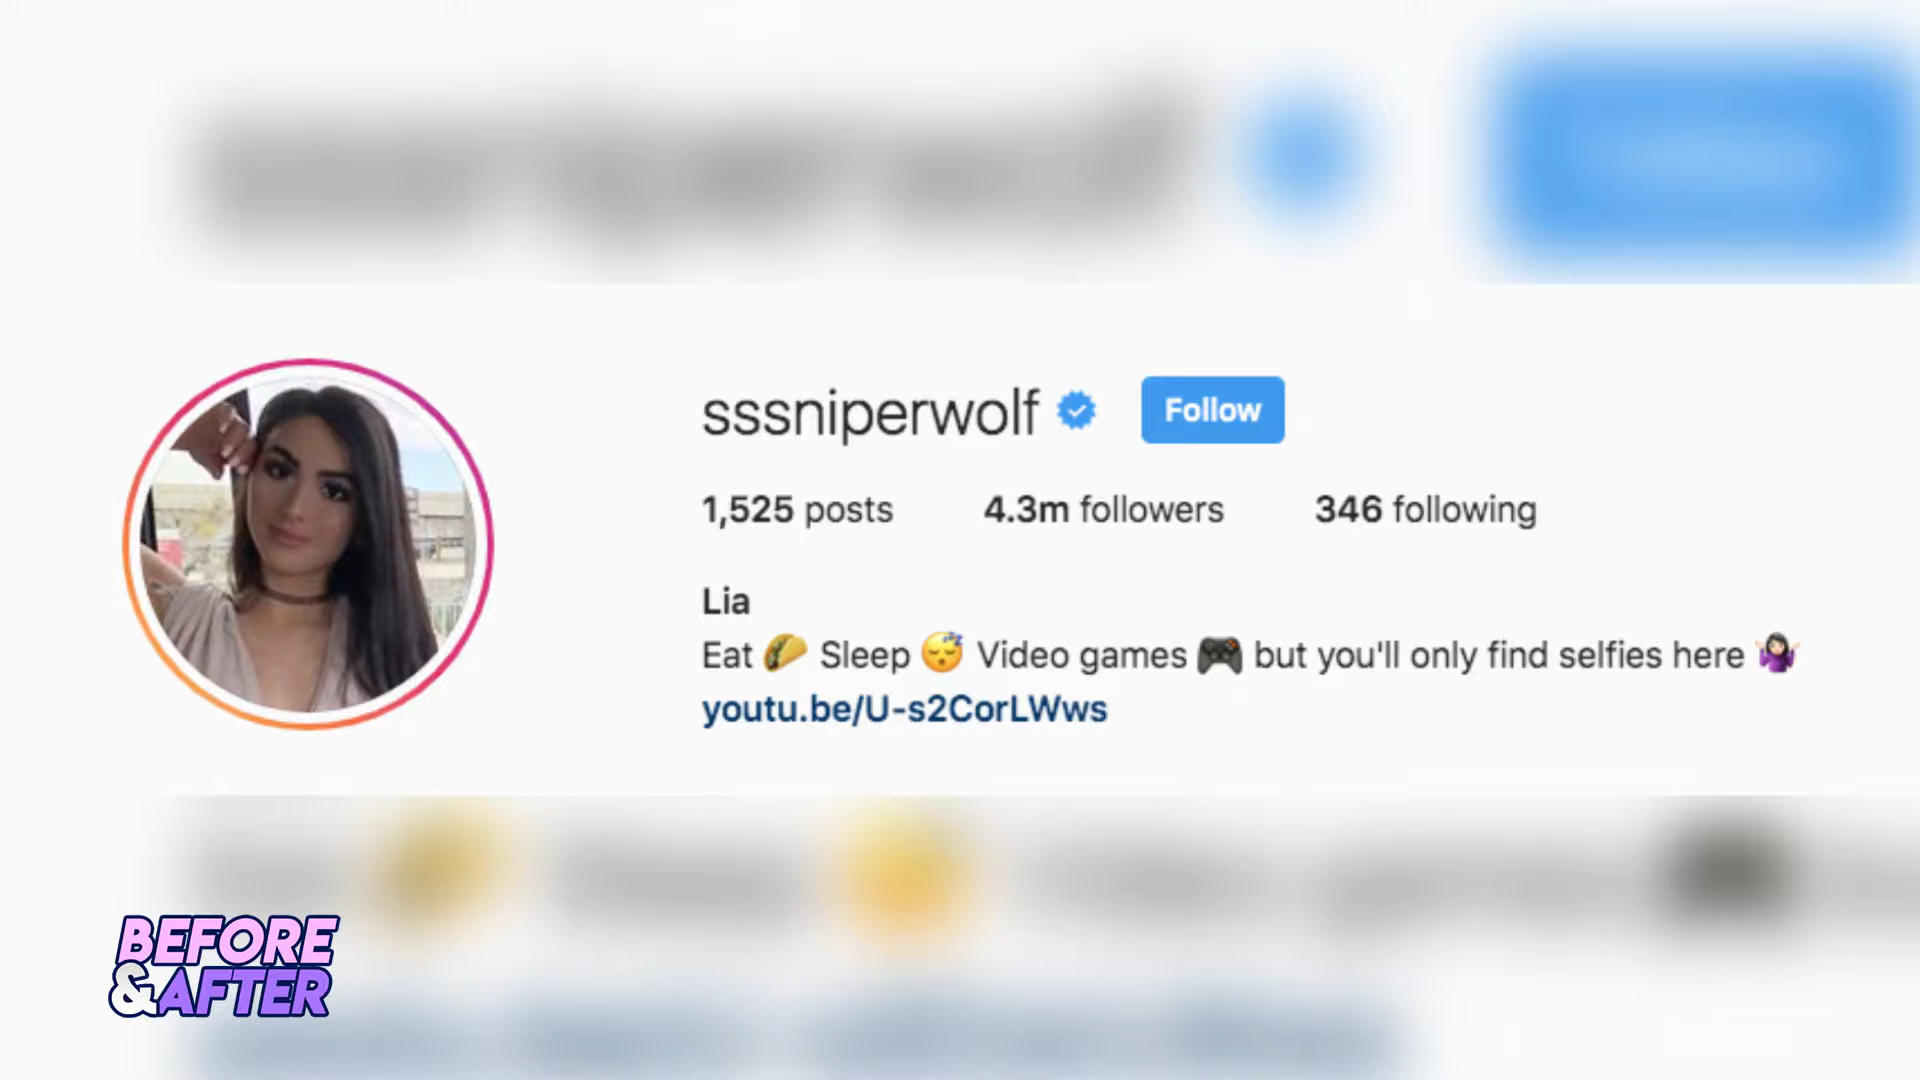 sssniperwolf Follow
1,525 posts 4.3m followers 346 following
Lia
Eat 🌮 Sleep 😴 Video games 🎮 but you'll only find selfies here 🤷🏻‍♀️
youtu.be/U-s2CorLWws
BEFORE
&AFTER